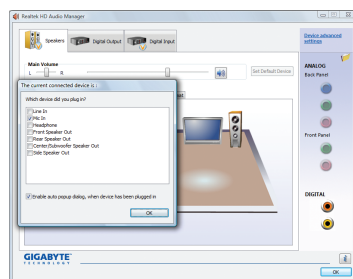 Realtek HD Audio Manager
Speakers
Digital Output
Digital Input
Device advanced settings
Main Volume
L
R
Set Default Device
ANALOG
Back Panel
The current connected device is :
Which device did you plug in?
Line In
Mic In
Headphone
Front Speaker Out
Rear Speaker Out
Center/Subwoofer Speaker Out
Side Speaker Out
Enable auto popup dialog, when device has been plugged in
OK
Front Panel
DIGITAL
GIGABYTE
TECHNOLOGY
i
OK